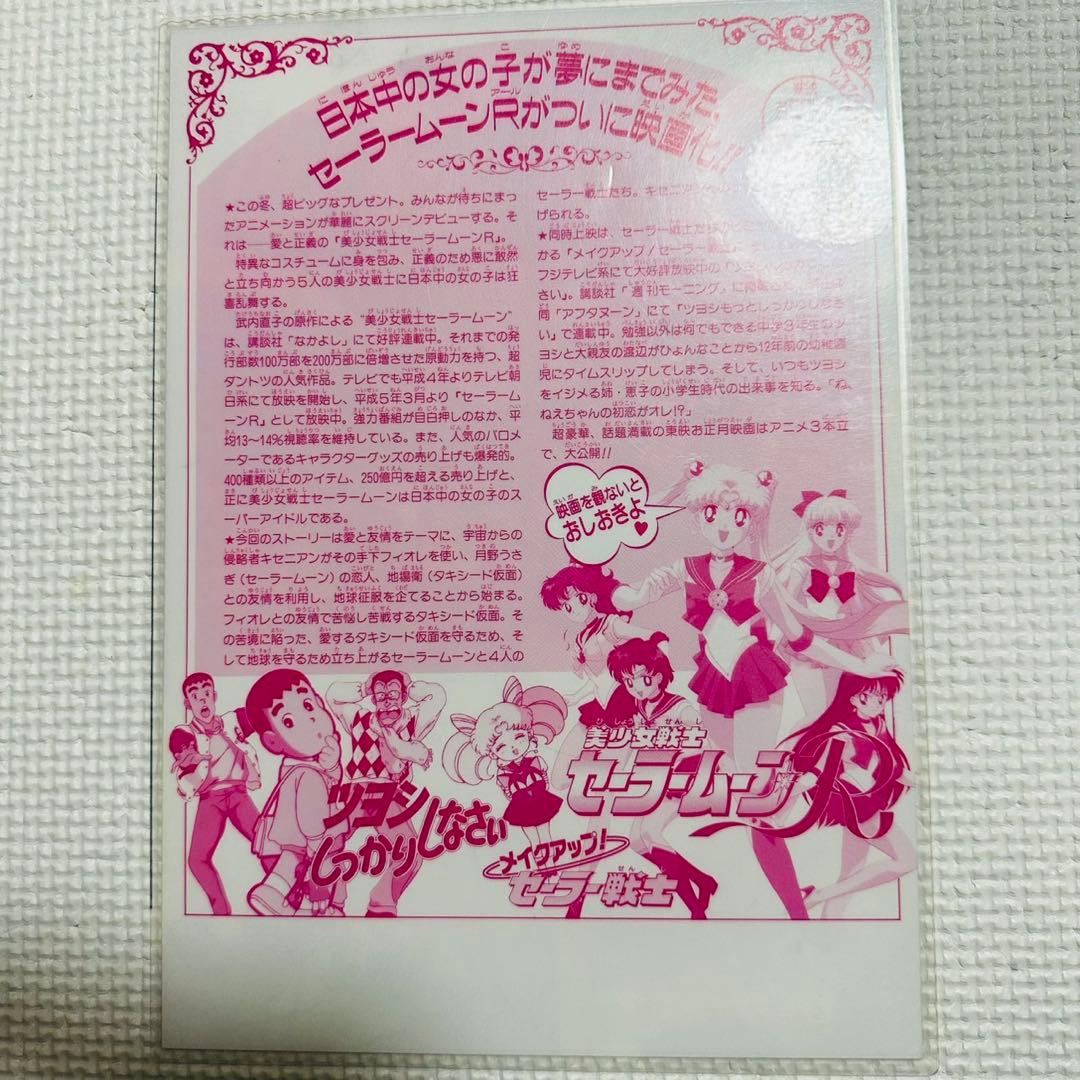 日本中の女の子が夢にまでみた、
セーラームーンRがついに映画化!!
★この冬、超ビッグなプレゼント。みんなが待ちにまっ
たアニメーションが華麗にスクリーンデビューする。そ
れは――愛と正義の「美少女戦士セーラームーンR」。
特異なコスチュームに身を包み、正義のため悪に敢然
と立ち向かう5人の美少女戦士に日本中の女の子は狂
喜乱舞する。
武内直子の原作による“美少女戦士セーラームーン”
は、講談社「なかよし」にて好評連載中。それまでの発
行部数100万部を200万部に倍増させた原動力を持つ、超
ダントツの人気作品。テレビでも平成4年よりテレビ朝
日系にて放映を開始し、平成5年3月より「セーラーム
ーンR」として放映中。強力番組が目白押しのなか、平
均13〜14%視聴率を維持している。また、人気のバロメ
ーターであるキャラクターグッズの売り上げも爆発的。
400種類以上のアイテム、250億円を超える売り上げと、
正に美少女戦士セーラームーンは日本中の女の子のス
ーパーアイドルである。
★今回のストーリーは愛と友情をテーマに、宇宙からの
侵略者キセニアンがその手下フィオレを使い、月野うさ
ぎ(セーラームーン)の恋人、地場衛(タキシード仮面)
との友情を利用し、地球征服を企てることから始まる。
フィオレとの友情で苦悩し苦戦するタキシード仮面。そ
の苦境に陥った、愛するタキシード仮面を守るため、そ
して地球を守るため立ち上がるセーラームーンと4人の
セーラー戦士たち。キセニ
げられる。
★同時上映は、セーラー戦士たち
かる「メイクアップ!セーラー戦士
フジテレビ系にて大好評放映中の「ツヨシ
さい」。講談社「週刊モーニング」に
同「アフタヌーン」にて「ツヨシもっとしっかりしなさ
い」で連載中。勉強以外は何でもできる中学3年生のツ
ヨシと大親友の渡辺がひょんなことから12年前の幼稚園
児にタイムスリップしてしまう。そして、いつもツヨシ
をイジメる姉・恵子の小学生時代の出来事を知る。「ね、
ねえちゃんの初恋がオレ!?」
超豪華、話題満載の東映お正月映画はアニメ3本立
で、大公開!!
映画を観ないと
おしおきよ♥
美少女戦士
セーラームーンR
ツヨシ
しっかりしなさい
メイクアップ!
セーラー戦士